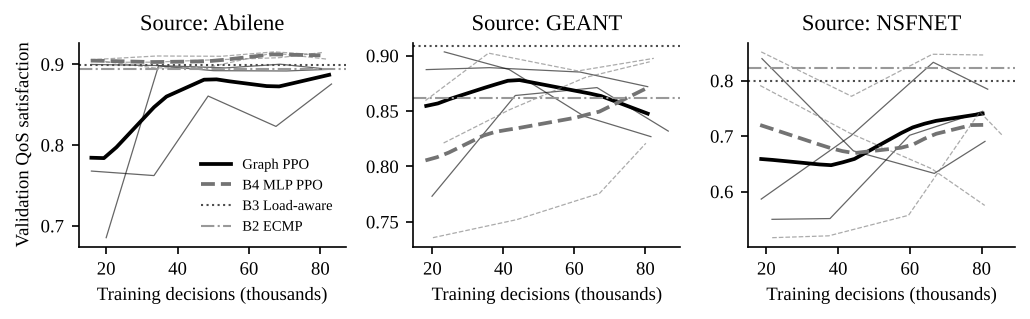 Source: Abilene
Source: GEANT
Source: NSFNET
Validation QoS satisfaction
0.9
0.8
0.7
Graph PPO
B4 MLP PPO
B3 Load-aware
B2 ECMP
20 40 60 80
Training decisions (thousands)
0.90
0.85
0.80
0.75
20 40 60 80
Training decisions (thousands)
0.8
0.7
0.6
20 40 60 80
Training decisions (thousands)